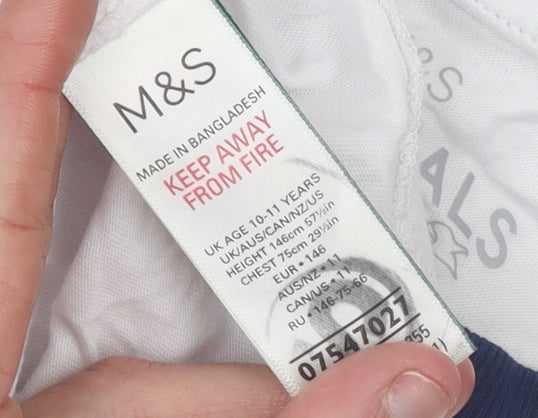 M&S
MADE IN BANGLADESH
KEEP AWAY
FROM FIRE
UK AGE 10-11 YEARS
UK/AUS/CAN/NZ/US
HEIGHT 146cm 57½in
CHEST 75cm 29½in
EUR • 146
AUS/NZ • 11
CAN/US • 11
RU • 146-75-66
07547027
&S
ALS